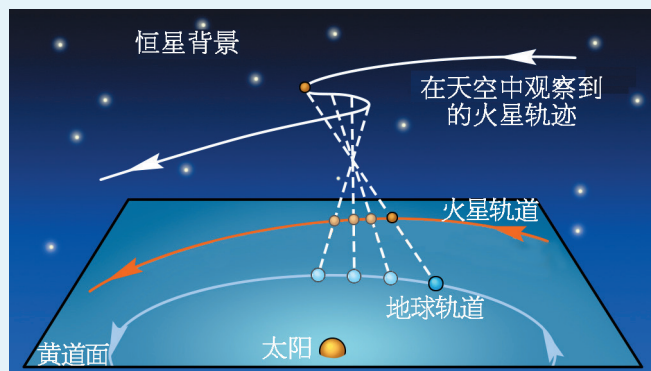 恒星背景
在天空中观察到
的火星轨迹
火星轨道
地球轨道
太阳
黄道面